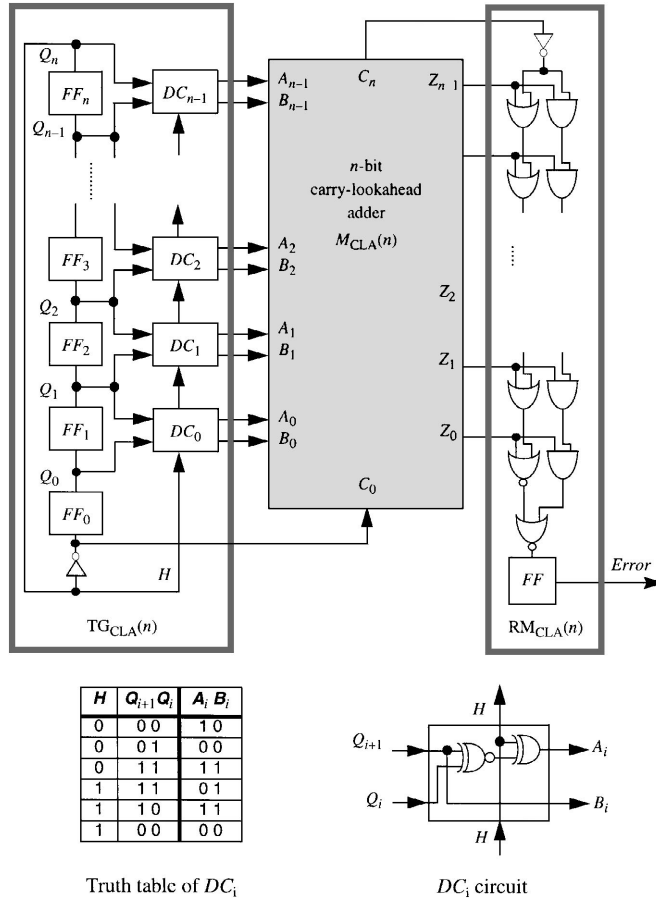 Qn
FFn
DCn−1
An−1
Bn−1
Cn
Zn−1
Qn−1
n-bit
carry-lookahead
adder
MCLA(n)
FF3
DC2
A2
B2
Z2
Q2
FF2
DC1
A1
B1
Z1
Q1
FF1
DC0
A0
B0
Z0
Q0
FF0
C0
H
FF
Error
TGCLA(n)
RMCLA(n)
H Qi+1 Qi Ai Bi
0 0 0 1 0
0 0 1 0 0
0 1 1 1 1
1 1 1 0 1
1 1 0 1 1
1 0 0 0 0
H
Qi+1
Ai
Qi
Bi
H
Truth table of DCi
DCi circuit